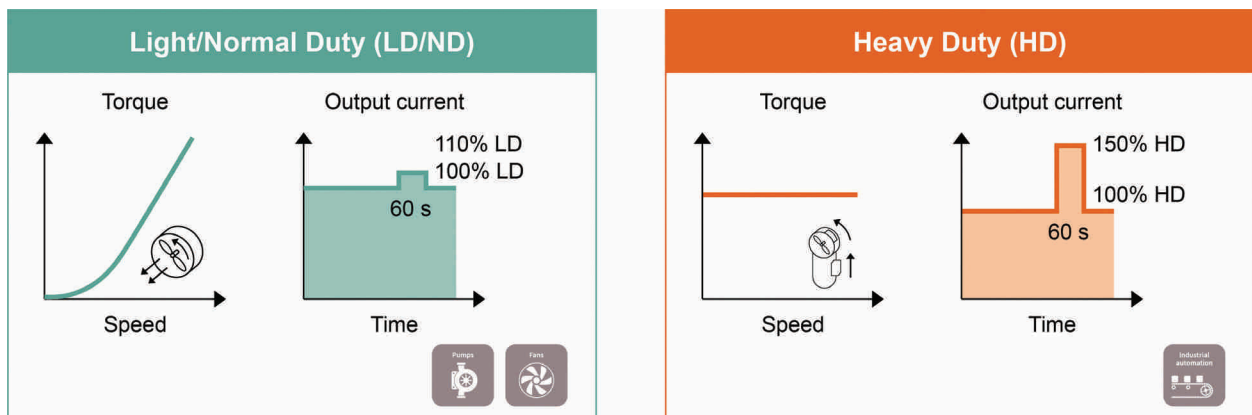 Light/Normal Duty (LD/ND)
Torque
Output current
110% LD
100% LD
60 s
Speed
Time
Pumps
Fans
Heavy Duty (HD)
Torque
Output current
150% HD
100% HD
60 s
Speed
Time
Industrial
automation